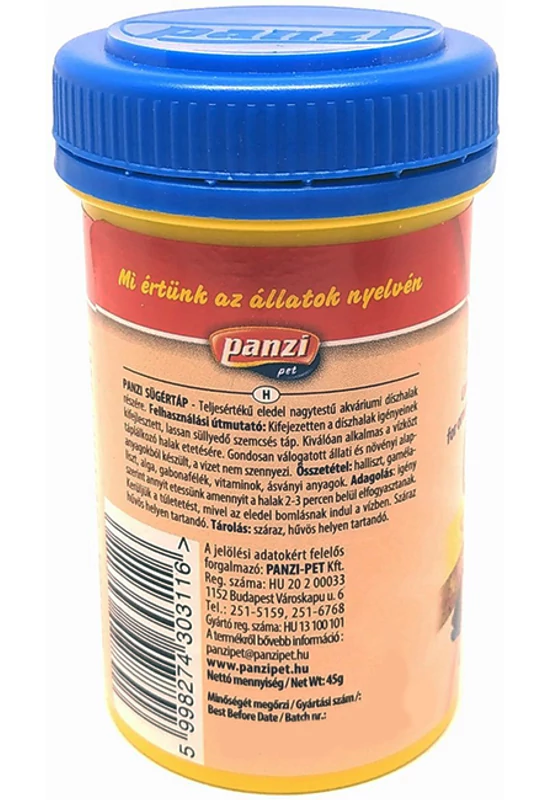 panzi
Mi értünk az állatok nyelvén
panzi
pet
H
PANZI SÜGÉRTÁP - Teljesértékű eledel nagytestű akváriumi díszhalak
részére. Felhasználási útmutató: Kifejezetten a díszhalak igényeinek
kifejlesztett, lassan süllyedő szemcsés táp. Kiválóan alkalmas a vízközt
táplálkozó halak etetésére. Gondosan válogatott állati és növényi alap-
anyagokból készült, a vizet nem szennyezi. Összetétel: halliszt, garnéla-
liszt, alga, gabonafélék, vitaminok, ásványi anyagok. Adagolás: igény
szerint annyit etessünk amennyit a halak 2-3 percen belül elfogyasztanak.
Kerüljük a túletetést, mivel az eledel bomlásnak indul a vízben. Száraz
hűvös helyen tartandó. Tárolás: száraz, hűvös helyen tartandó.
A jelölési adatokért felelős
forgalmazó: PANZI-PET Kft.
Reg. száma: HU 20 2 00033
1152 Budapest Városkapu u. 6
Tel.: 251-5159, 251-6768
Gyártó reg. száma: HU 13 100 101
A termékről bővebb információ:
panzipet@panzipet.hu
www.panzipet.hu
Nettó mennyiség / Net Wt: 45g
Minőségét megőrzi / Gyártási szám /:
Best Before Date / Batch nr.:
5 998274 303116 >